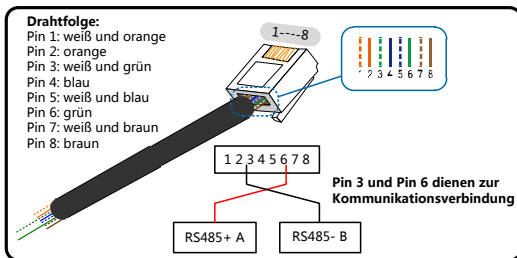 Drahtfolge:
Pin 1: weiß und orange
Pin 2: orange
Pin 3: weiß und grün
Pin 4: blau
Pin 5: weiß und blau
Pin 6: grün
Pin 7: weiß und braun
Pin 8: braun
1----8
1 2 3 4 5 6 7 8
1 2 3 4 5 6 7 8
Pin 3 und Pin 6 dienen zur
Kommunikationsverbindung
RS485+ A
RS485- B